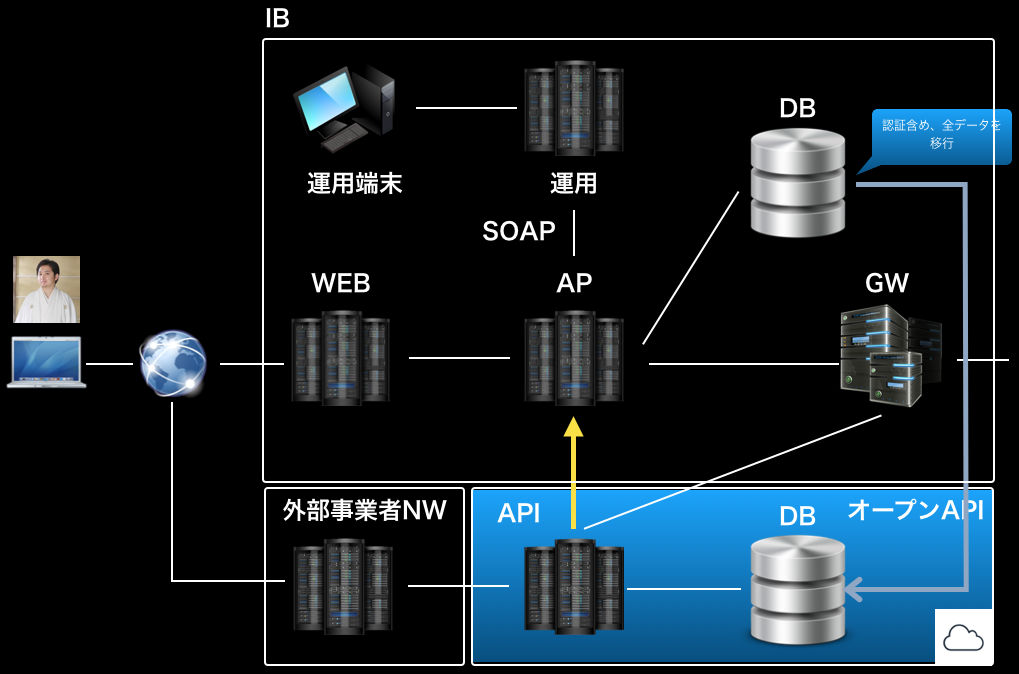 IB
DB
認証含め、全データを
移行
運用端末
運用
SOAP
WEB
AP
GW
外部事業者NW
API
DB
オープンAPI